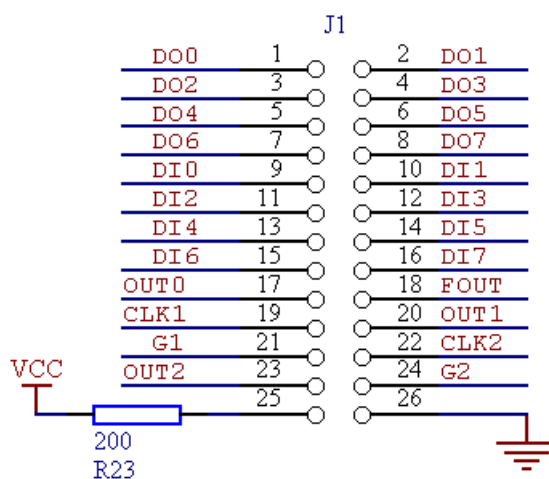 J1
DO0 1 2 DO1
DO2 3 4 DO3
DO4 5 6 DO5
DO6 7 8 DO7
DI0 9 10 DI1
DI2 11 12 DI3
DI4 13 14 DI5
DI6 15 16 DI7
OUT0 17 18 FOUT
CLK1 19 20 OUT1
G1 21 22 CLK2
OUT2 23 24 G2
VCC
25 26
200
R23